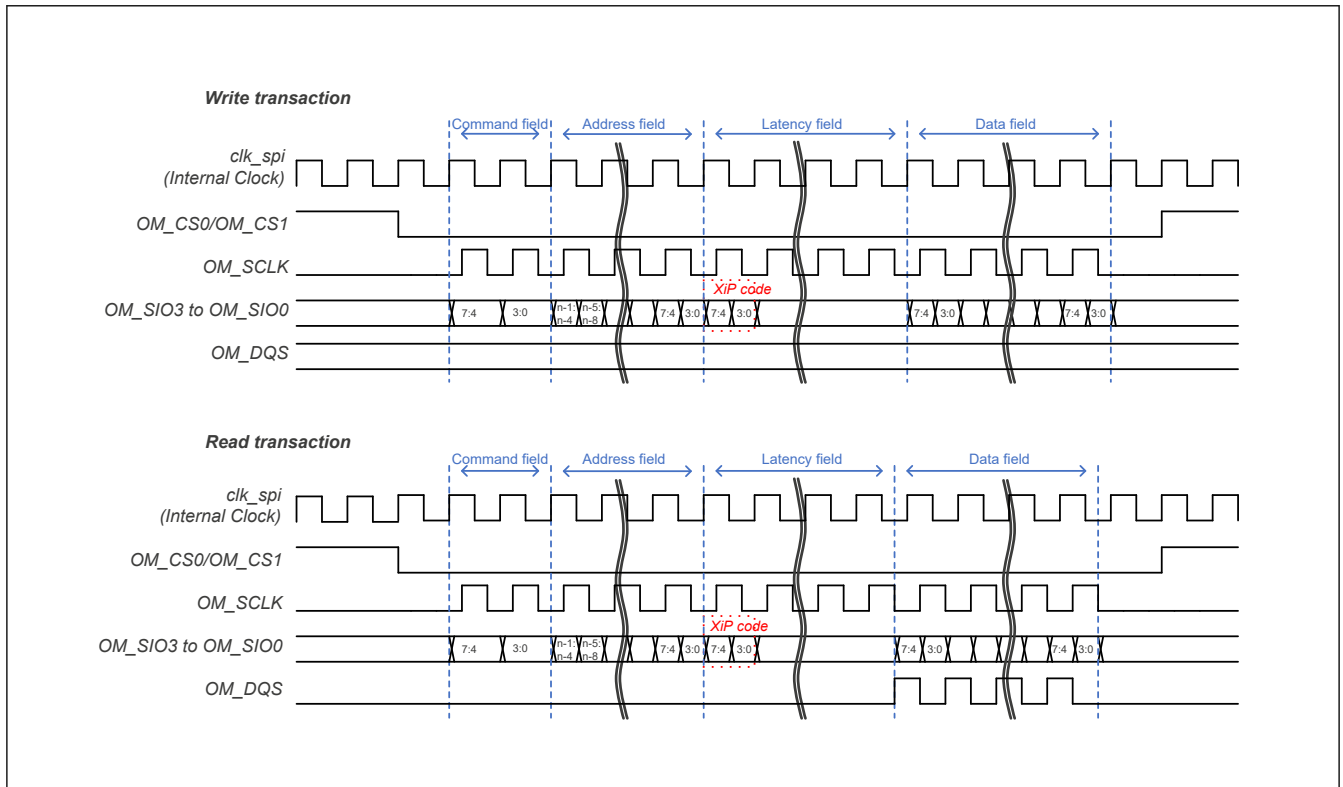 Write transaction
Command field Address field Latency field Data field
clk_spi
(Internal Clock)
OM_CS0/OM_CS1
OM_SCLK
XiP code
OM_SIO3 to OM_SIO0 7:4 3:0 n-1: n-5: 7:4 3:0 7:4 3:0 7:4 3:0 7:4 3:0
n-4 n-8
OM_DQS
Read transaction
Command field Address field Latency field Data field
clk_spi
(Internal Clock)
OM_CS0/OM_CS1
OM_SCLK
XiP code
OM_SIO3 to OM_SIO0 7:4 3:0 n-1: n-5: 7:4 3:0 7:4 3:0 7:4 3:0 7:4 3:0
n-4 n-8
OM_DQS